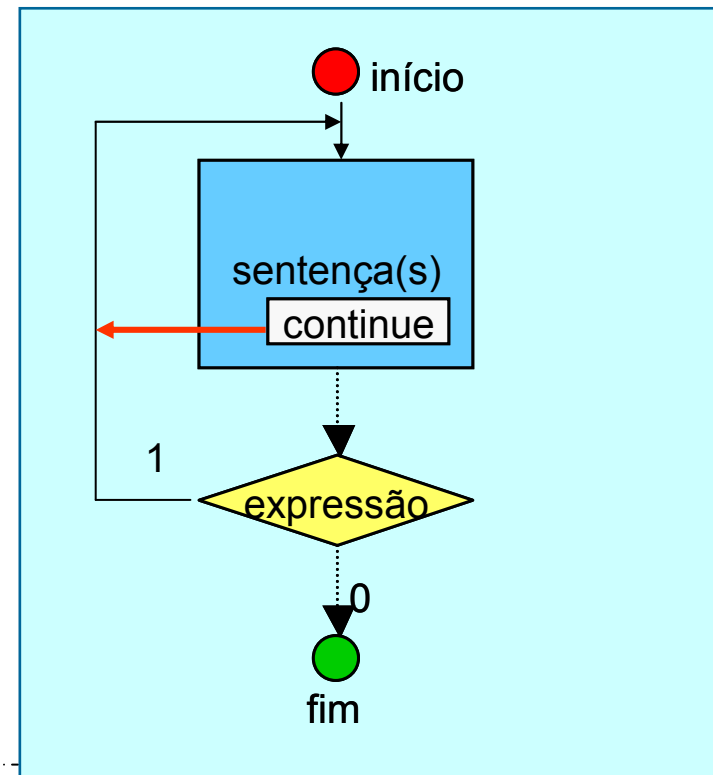 início
sentença(s)
continue
1
expressão
0
fim